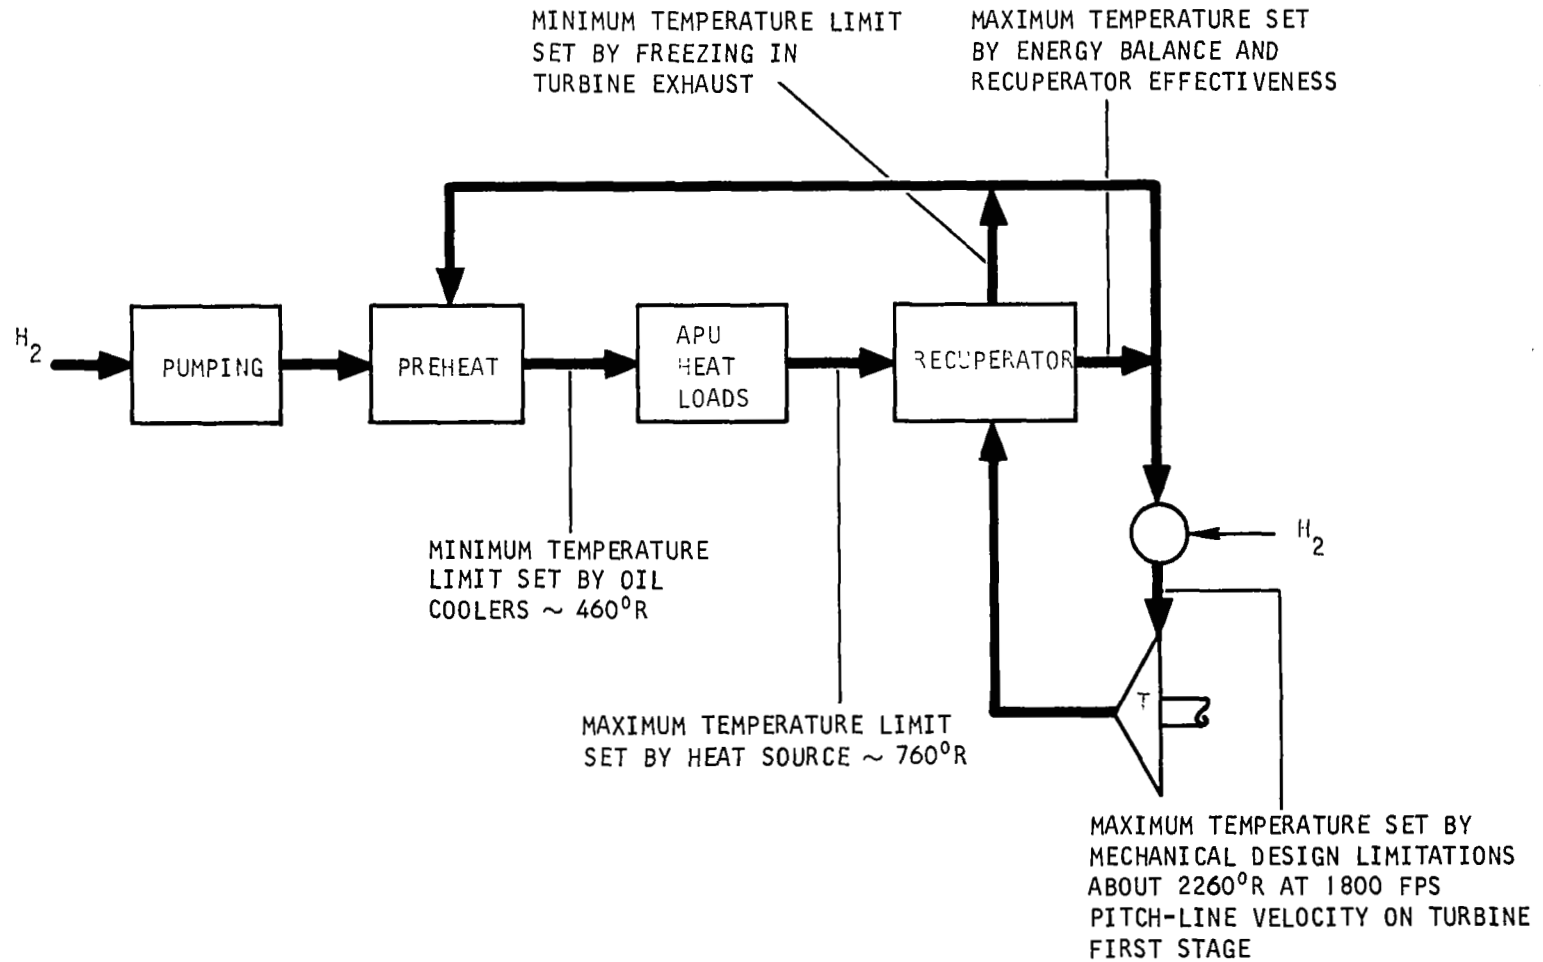 MINIMUM TEMPERATURE LIMIT
SET BY FREEZING IN
TURBINE EXHAUST
MAXIMUM TEMPERATURE SET
BY ENERGY BALANCE AND
RECUPERATOR EFFECTIVENESS
H2
PUMPING
PREHEAT
APU
HEAT
LOADS
RECUPERATOR
H2
MINIMUM TEMPERATURE
LIMIT SET BY OIL
COOLERS ~ 460⁰R
T
MAXIMUM TEMPERATURE LIMIT
SET BY HEAT SOURCE ~ 760⁰R
MAXIMUM TEMPERATURE SET BY
MECHANICAL DESIGN LIMITATIONS
ABOUT 2260⁰R AT 1800 FPS
PITCH-LINE VELOCITY ON TURBINE
FIRST STAGE